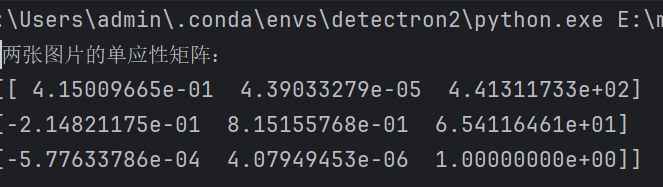 :\Users\admin\.conda\envs\detectron2\python.exe E:\m
两张图片的单应性矩阵：
[[ 4.15009665e-01  4.39033279e-05  4.41311733e+02]
[-2.14821175e-01  8.15155768e-01  6.54116461e+01]
[-5.77633786e-04  4.07949453e-06  1.00000000e+00]]